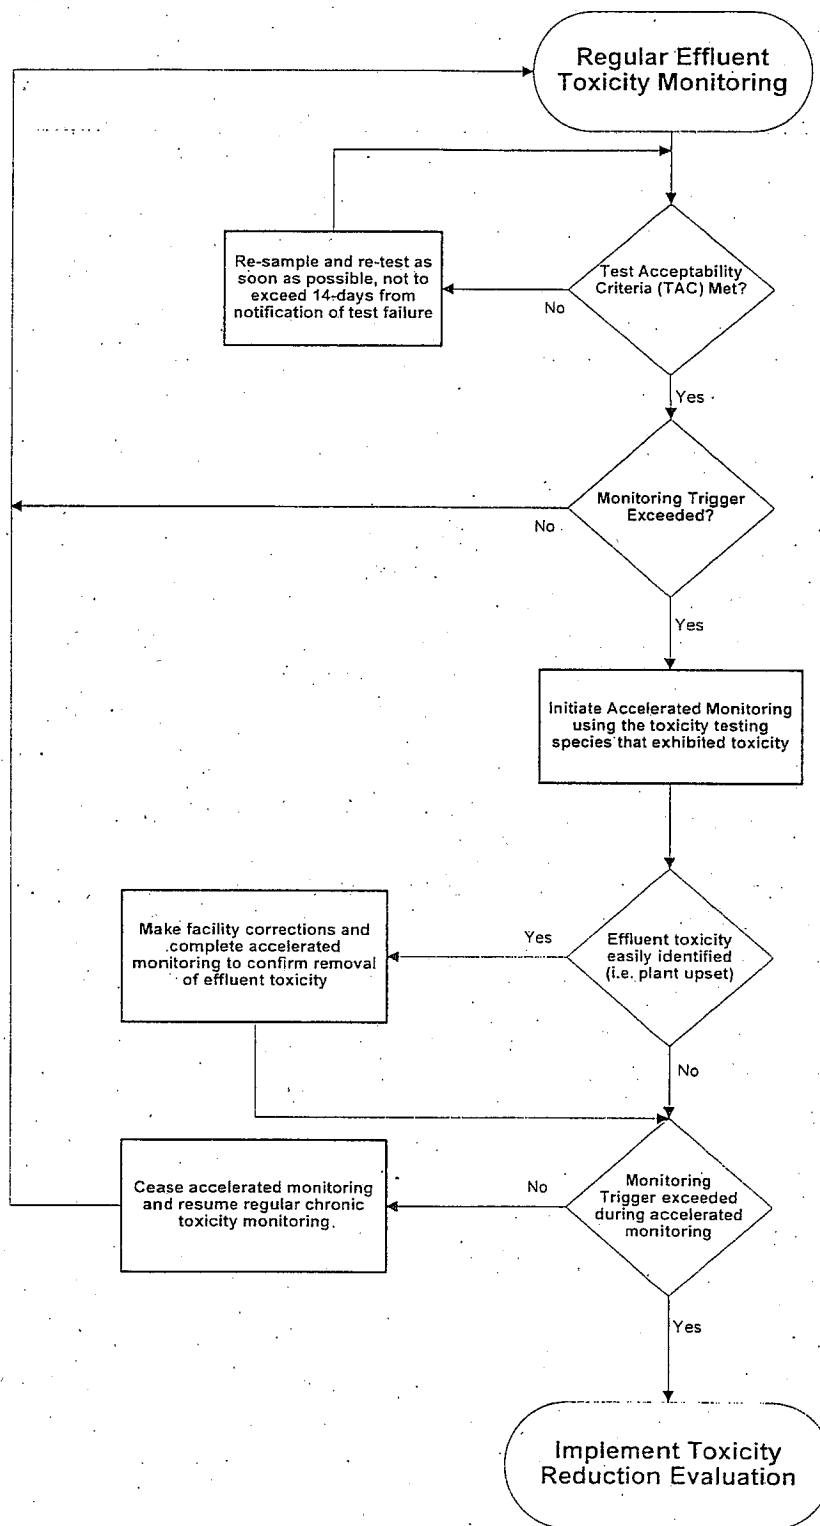 Regular Effluent
Toxicity Monitoring
Re-sample and re-test as
soon as possible, not to
exceed 14-days from
notification of test failure
Test Acceptability
Criteria (TAC) Met?
No
Yes
Monitoring Trigger
Exceeded?
No
Yes
Initiate Accelerated Monitoring
using the toxicity testing
species that exhibited toxicity
Make facility corrections and
complete accelerated
monitoring to confirm removal
of effluent toxicity
Yes
Effluent toxicity
easily identified
(i.e. plant upset)
No
Cease accelerated monitoring
and resume regular chronic
toxicity monitoring.
No
Monitoring
Trigger exceeded
during accelerated
monitoring
Yes
Implement Toxicity
Reduction Evaluation